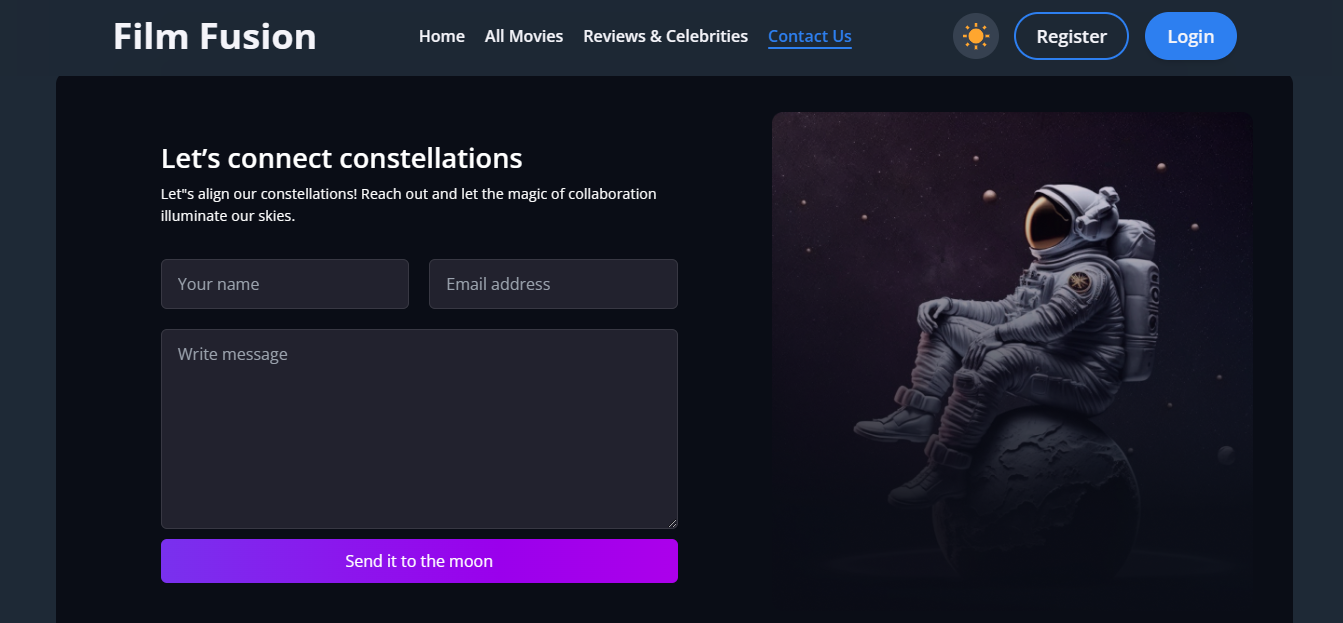 Film Fusion
Home
All Movies
Reviews & Celebrities
Contact Us
Register
Login
Let’s connect constellations
Let"s align our constellations! Reach out and let the magic of collaboration
illuminate our skies.
Your name
Email address
Write message
Send it to the moon